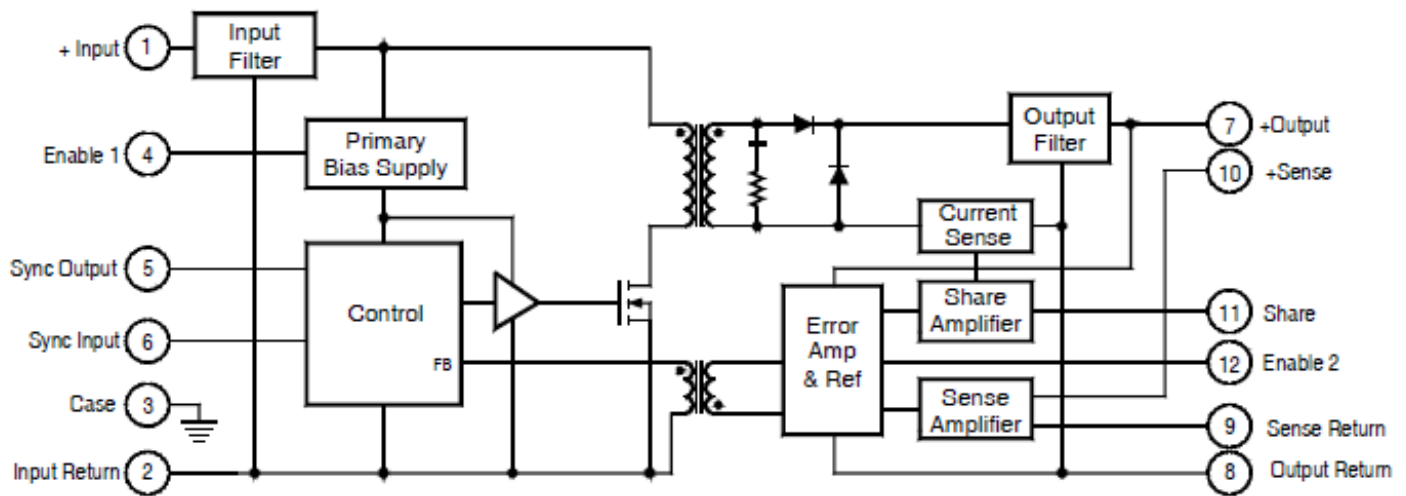 + Input
1
Input
Filter
Enable 1
4
Primary
Bias Supply
Output
Filter
7
+Output
10
+Sense
Current
Sense
Sync Output
5
Control
FB
Sync Input
6
Error
Amp
& Ref
Share
Amplifier
11
Share
12
Enable 2
Case
3
Sense
Amplifier
9
Sense Return
Input Return
2
8
Output Return